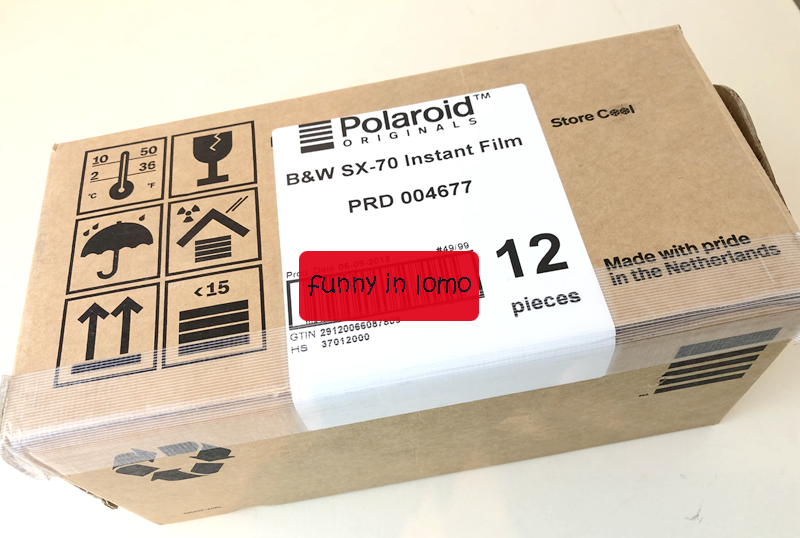 Polaroid™
ORIGINALS
B&W SX-70 Instant Film
PRD 004677
#49/99
12
pieces
funny in lomo
GTIN
HS 37012000
Store Cool
Made with pride
in the Netherlands
10 50
2 36
°C °F
<15